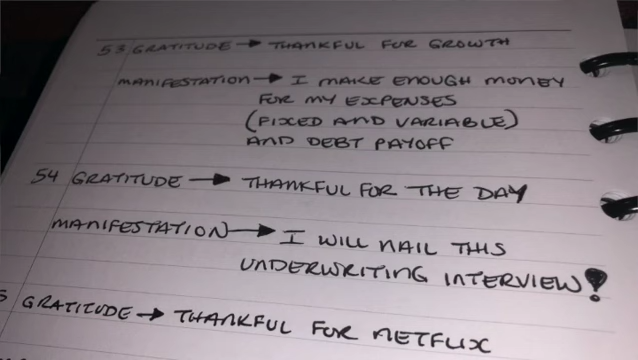 53 GRATITUDE → THANKFUL FOR GROWTH
MANIFESTATION → I MAKE ENOUGH MONEY
FOR MY EXPENSES
(FIXED AND VARIABLE)
AND DEBT PAYOFF
54 GRATITUDE → THANKFUL FOR THE DAY
MANIFESTATION → I WILL NAIL THIS
UNDERWRITING INTERVIEW!
5 GRATITUDE → THANKFUL FOR NETFLIX